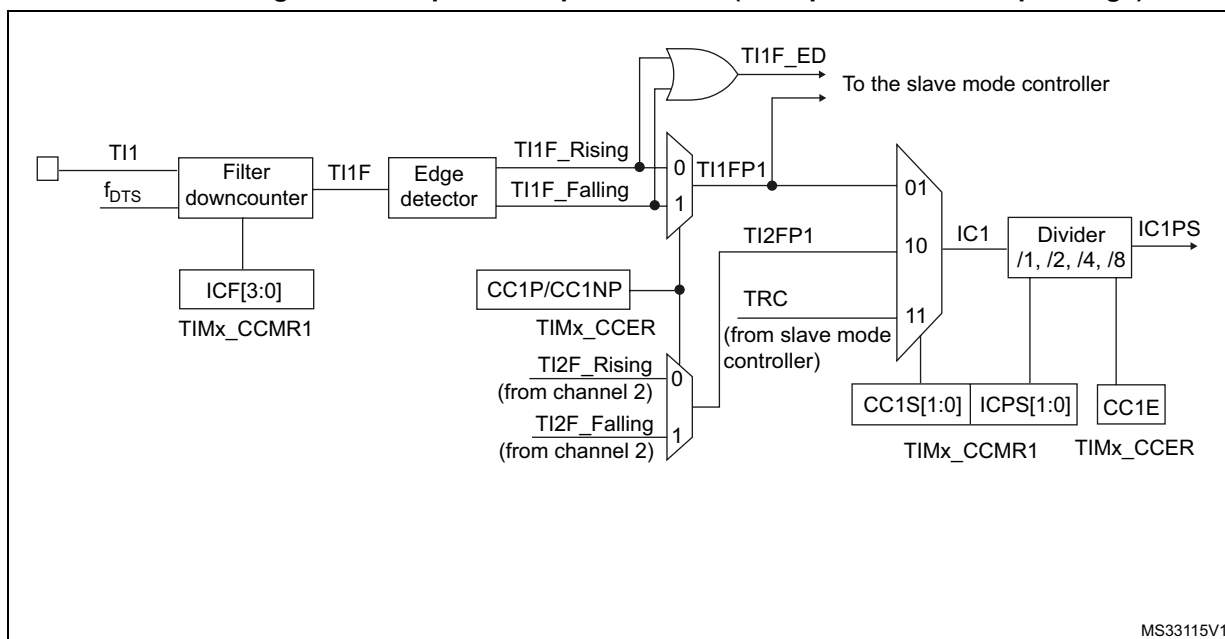 TI1F_ED
To the slave mode controller
TI1
f_DTS
Filter
downcounter
TI1F
Edge
detector
TI1F_Rising
TI1F_Falling
0
1
TI1FP1
01
TI2FP1
10
IC1
Divider
/1, /2, /4, /8
IC1PS
ICF[3:0]
TIMx_CCMR1
CC1P/CC1NP
TIMx_CCER
TRC
11
(from slave mode
controller)
TI2F_Rising
0
(from channel 2)
TI2F_Falling
1
(from channel 2)
CC1S[1:0]
ICPS[1:0]
CC1E
TIMx_CCMR1
TIMx_CCER
MS33115V1